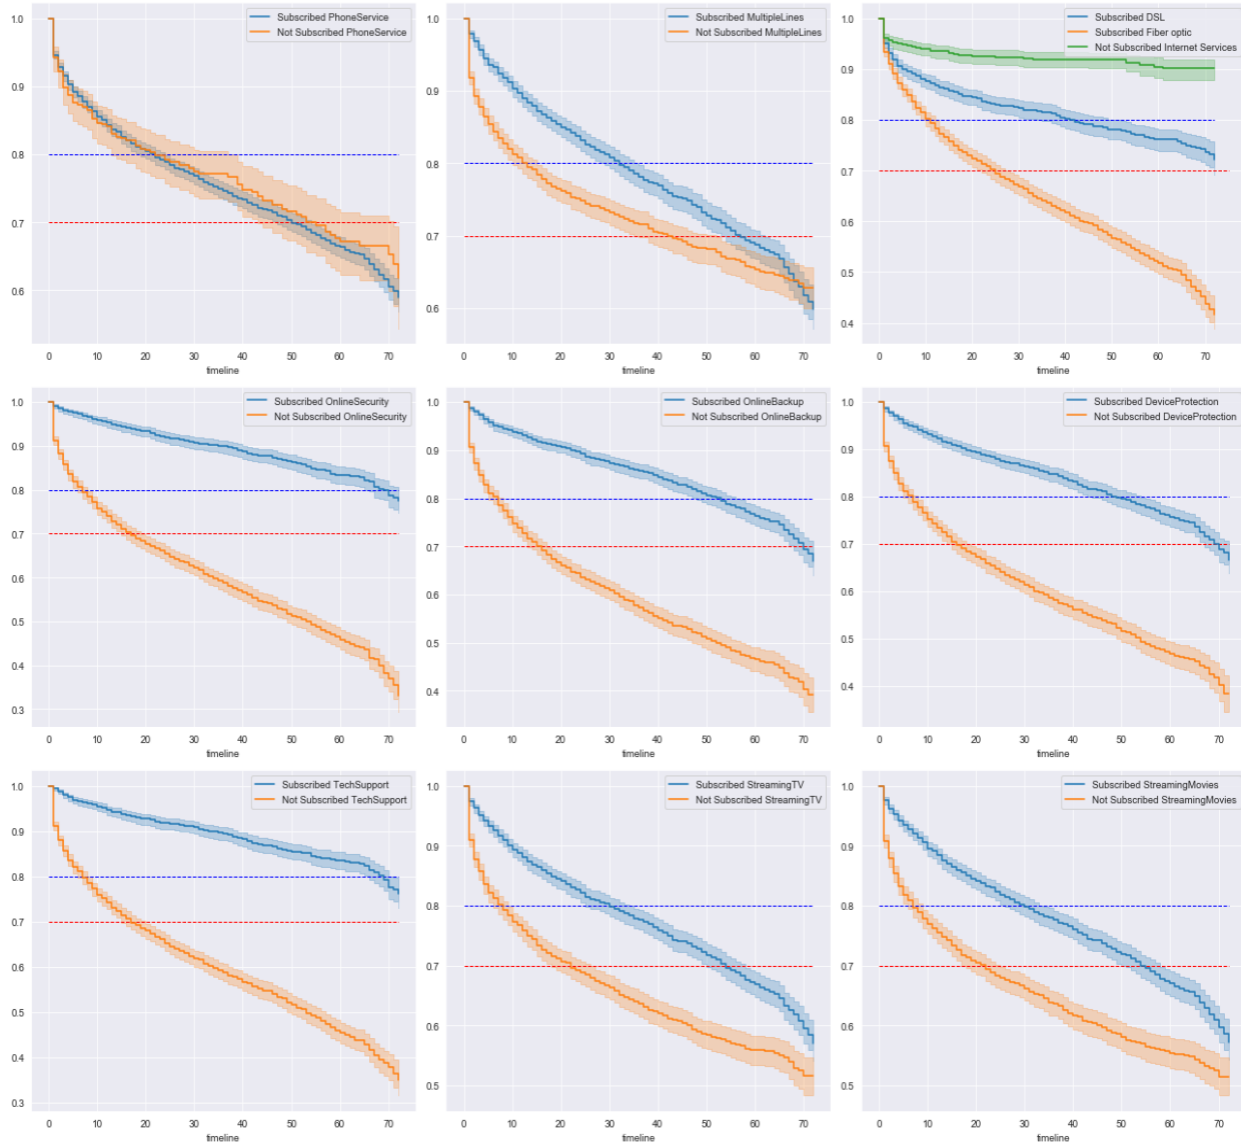 Subscribed PhoneService
Not Subscribed PhoneService
1.0
0.9
0.8
0.7
0.6
0 10 20 30 40 50 60 70
timeline
Subscribed MultipleLines
Not Subscribed MultipleLines
1.0
0.9
0.8
0.7
0.6
0 10 20 30 40 50 60 70
timeline
Subscribed DSL
Subscribed Fiber optic
Not Subscribed Internet Services
1.0
0.9
0.8
0.7
0.6
0.5
0.4
0 10 20 30 40 50 60 70
timeline
Subscribed OnlineSecurity
Not Subscribed OnlineSecurity
1.0
0.9
0.8
0.7
0.6
0.5
0.4
0.3
0 10 20 30 40 50 60 70
timeline
Subscribed OnlineBackup
Not Subscribed OnlineBackup
1.0
0.9
0.8
0.7
0.6
0.5
0.4
0 10 20 30 40 50 60 70
timeline
Subscribed DeviceProtection
Not Subscribed DeviceProtection
1.0
0.9
0.8
0.7
0.6
0.5
0.4
0 10 20 30 40 50 60 70
timeline
Subscribed TechSupport
Not Subscribed TechSupport
1.0
0.9
0.8
0.7
0.6
0.5
0.4
0.3
0 10 20 30 40 50 60 70
timeline
Subscribed StreamingTV
Not Subscribed StreamingTV
1.0
0.9
0.8
0.7
0.6
0.5
0 10 20 30 40 50 60 70
timeline
Subscribed StreamingMovies
Not Subscribed StreamingMovies
1.0
0.9
0.8
0.7
0.6
0.5
0 10 20 30 40 50 60 70
timeline